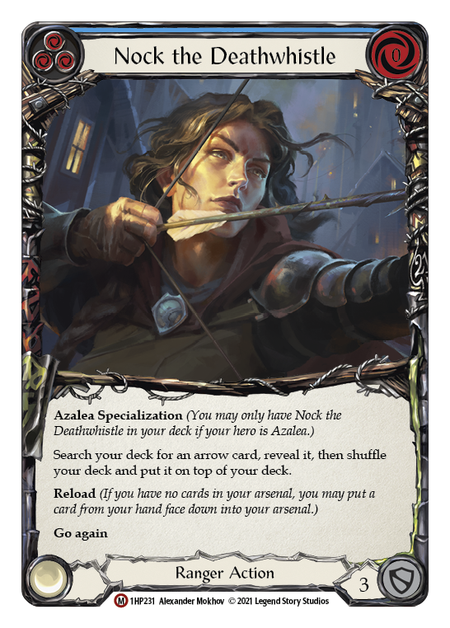 Nock the Deathwhistle
0
Azalea Specialization (You may only have Nock the
Deathwhistle in your deck if your hero is Azalea.)
Search your deck for an arrow card, reveal it, then shuffle
your deck and put it on top of your deck.
Reload (If you have no cards in your arsenal, you may put a
card from your hand face down into your arsenal.)
Go again
Ranger Action
3
M 1HP231 Alexander Mokhov © 2021 Legend Story Studios